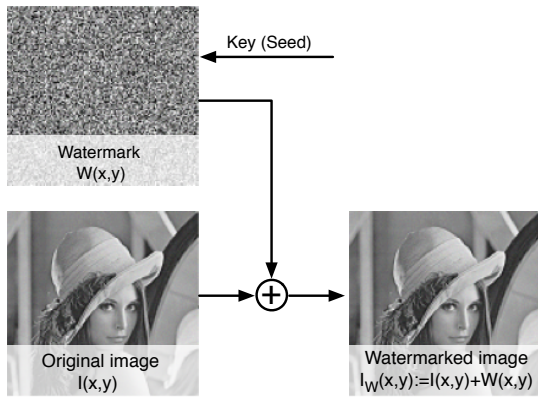 Key (Seed)
Watermark
W(x,y)
Original image
I(x,y)
Watermarked image
I_W(x,y):=I(x,y)+W(x,y)